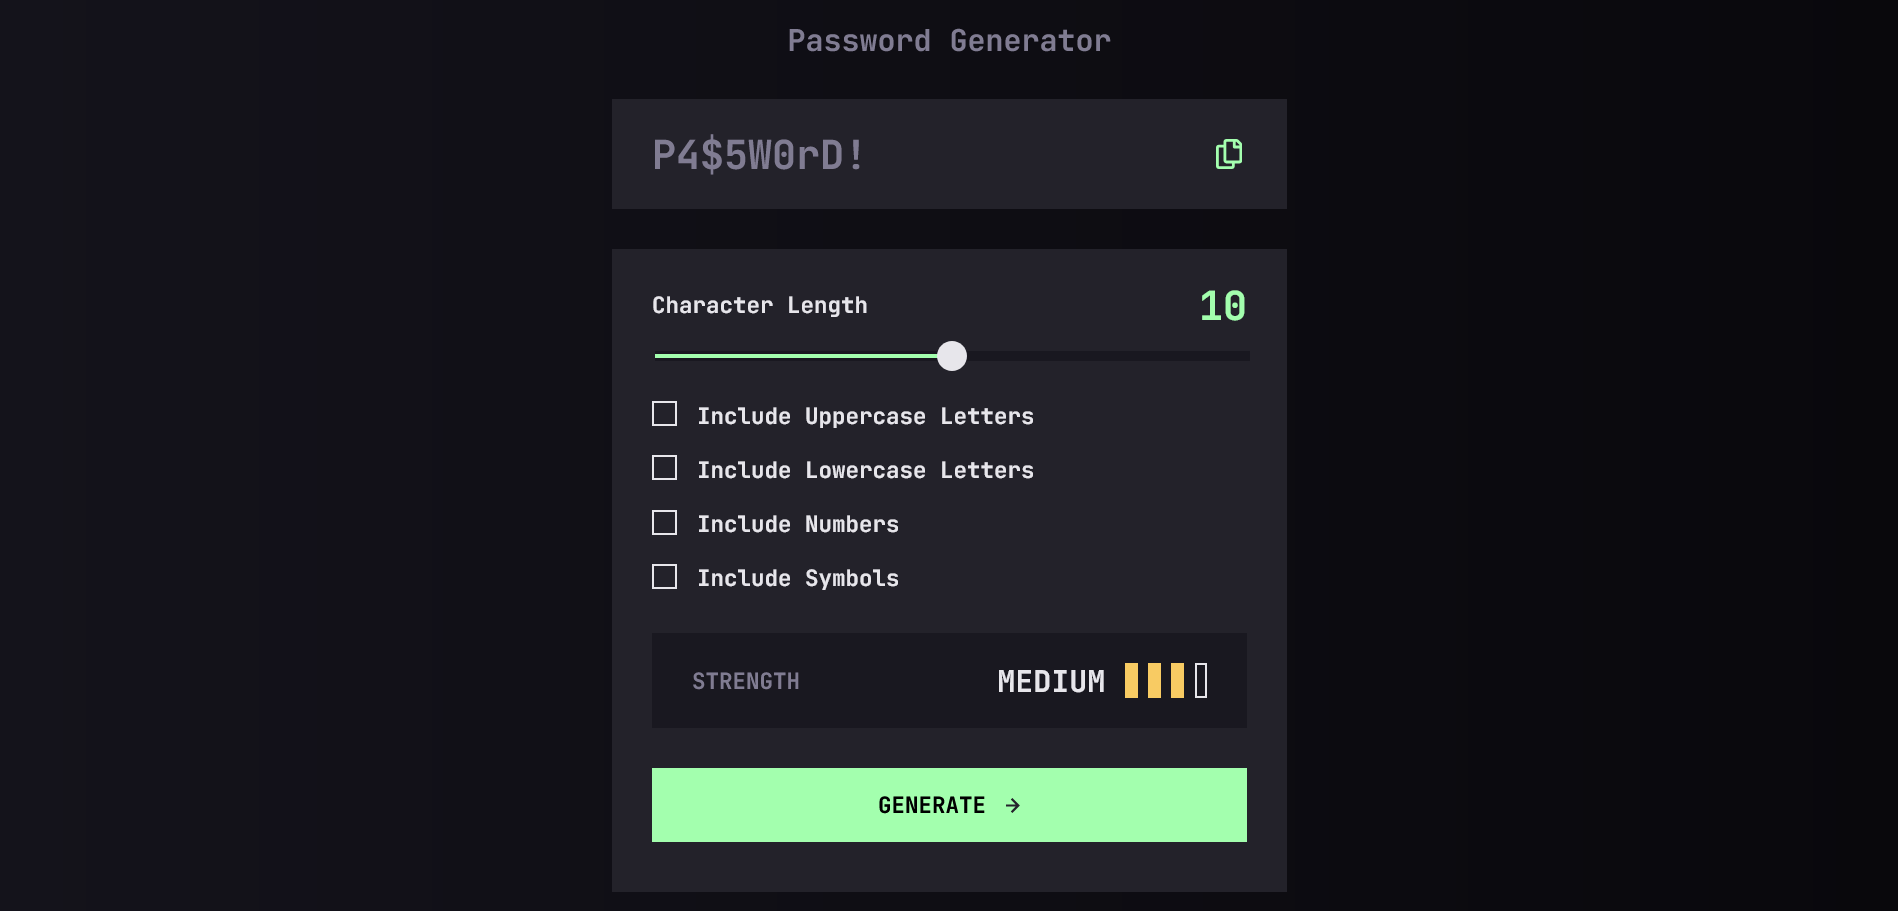 Password Generator
P4$5W0rD!
Character Length 10
Include Uppercase Letters
Include Lowercase Letters
Include Numbers
Include Symbols
STRENGTH MEDIUM
GENERATE →